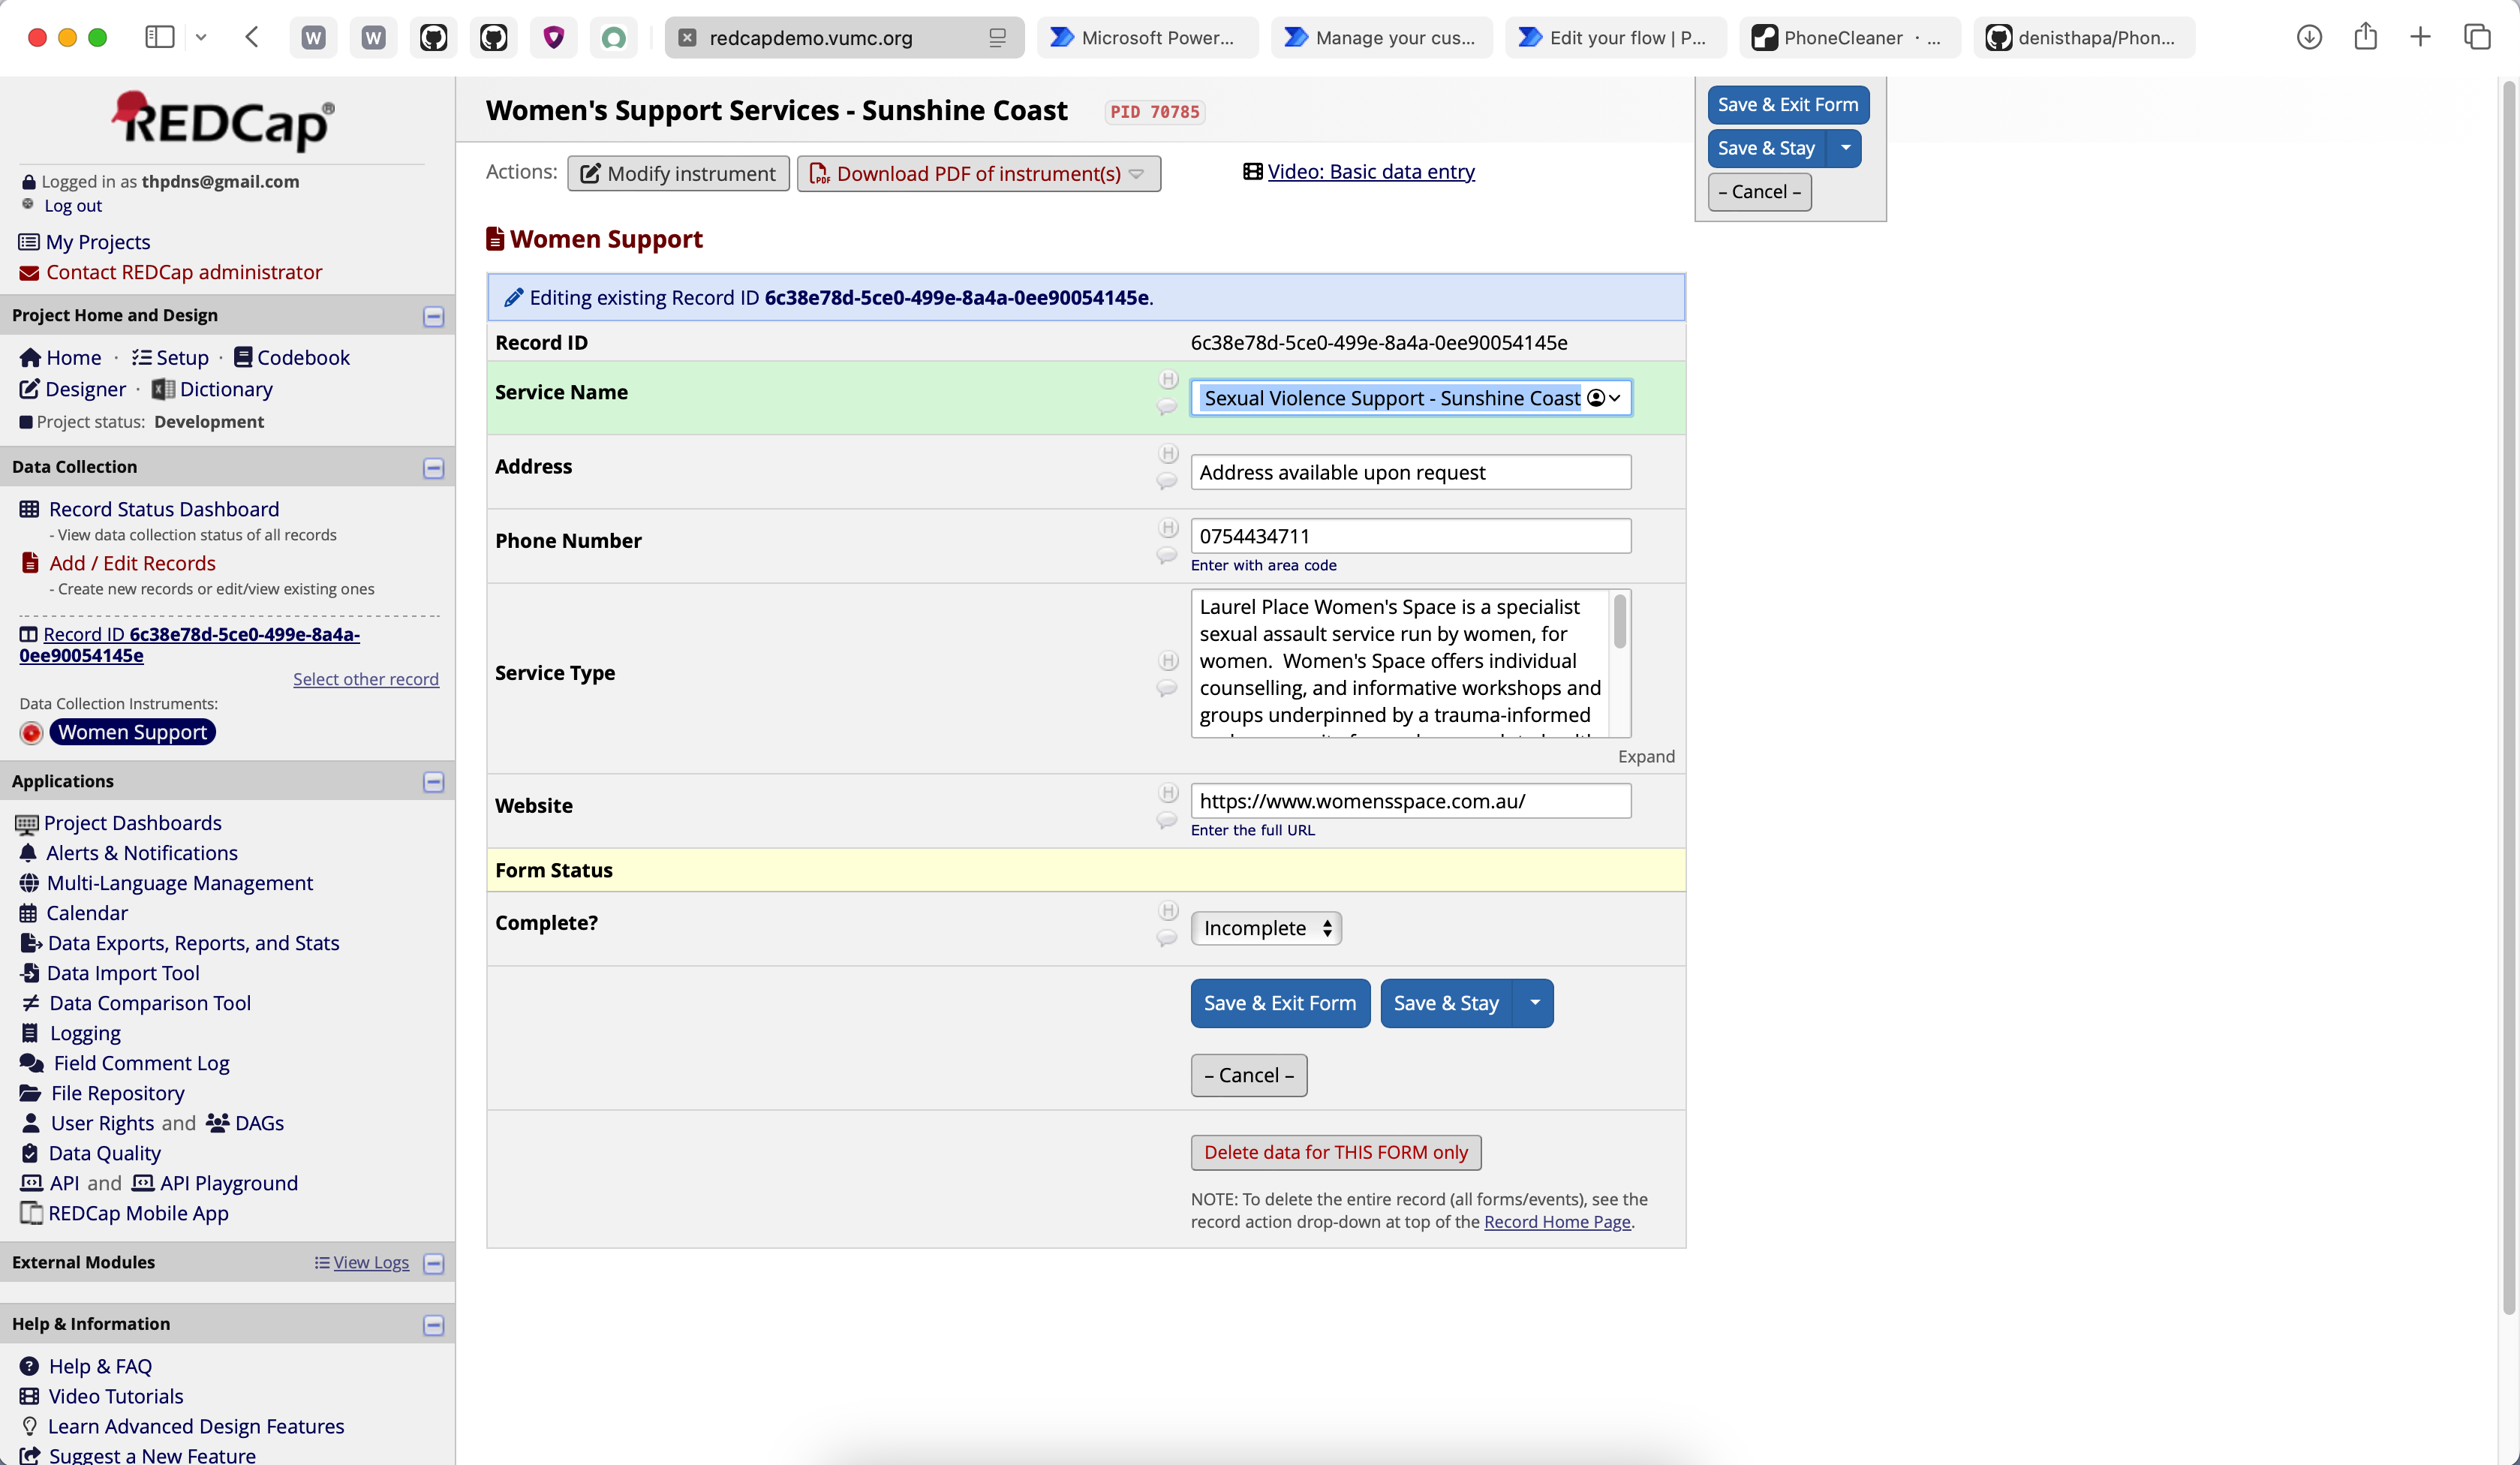 W
W
redcapdemo.vumc.org
Microsoft Power...
Manage your cus...
Edit your flow | P...
PhoneCleaner · ...
denisthapa/Phon...
REDCap®
Logged in as thpdns@gmail.com
Log out
My Projects
Contact REDCap administrator
Project Home and Design
Home · Setup · Codebook
Designer · Dictionary
Project status: Development
Data Collection
Record Status Dashboard
- View data collection status of all records
Add / Edit Records
- Create new records or edit/view existing ones
Record ID 6c38e78d-5ce0-499e-8a4a-
0ee90054145e
Select other record
Data Collection Instruments:
Women Support
Applications
Project Dashboards
Alerts & Notifications
Multi-Language Management
Calendar
Data Exports, Reports, and Stats
Data Import Tool
Data Comparison Tool
Logging
Field Comment Log
File Repository
User Rights and DAGs
Data Quality
API and API Playground
REDCap Mobile App
External Modules
View Logs
Help & Information
Help & FAQ
Video Tutorials
Learn Advanced Design Features
Suggest a New Feature
Women's Support Services - Sunshine Coast PID 70785
Actions: Modify instrument PDF Download PDF of instrument(s) Video: Basic data entry
Save & Exit Form
Save & Stay
– Cancel –
Women Support
Editing existing Record ID 6c38e78d-5ce0-499e-8a4a-0ee90054145e.
Record ID 6c38e78d-5ce0-499e-8a4a-0ee90054145e
Service Name H Sexual Violence Support - Sunshine Coast
Address H Address available upon request
Phone Number H 0754434711
Enter with area code
Service Type H
Laurel Place Women's Space is a specialist
sexual assault service run by women, for
women.  Women's Space offers individual
counselling, and informative workshops and
groups underpinned by a trauma-informed
Expand
Website H https://www.womensspace.com.au/
Enter the full URL
Form Status
Complete? H Incomplete
Save & Exit Form Save & Stay
– Cancel –
Delete data for THIS FORM only
NOTE: To delete the entire record (all forms/events), see the
record action drop-down at top of the Record Home Page.